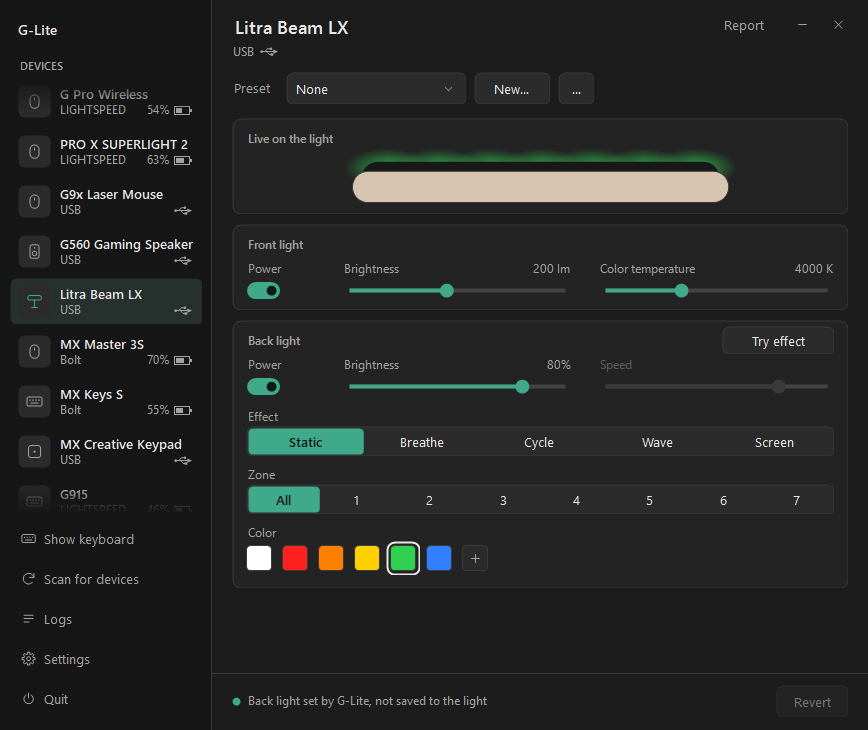 G-Lite
DEVICES
G Pro Wireless
LIGHTSPEED 54%
PRO X SUPERLIGHT 2
LIGHTSPEED 63%
G9x Laser Mouse
USB
G560 Gaming Speaker
USB
Litra Beam LX
USB
MX Master 3S
Bolt 70%
MX Keys S
Bolt 55%
MX Creative Keypad
USB
G915
LIGHTSPEED 46%
Show keyboard
Scan for devices
Logs
Settings
Quit
Litra Beam LX
Report
USB
Preset None New... ...
Live on the light
Front light
Power Brightness 200 lm Color temperature 4000 K
Back light Try effect
Power Brightness 80% Speed
Effect
Static Breathe Cycle Wave Screen
Zone
All 1 2 3 4 5 6 7
Color
+
Back light set by G-Lite, not saved to the light Revert